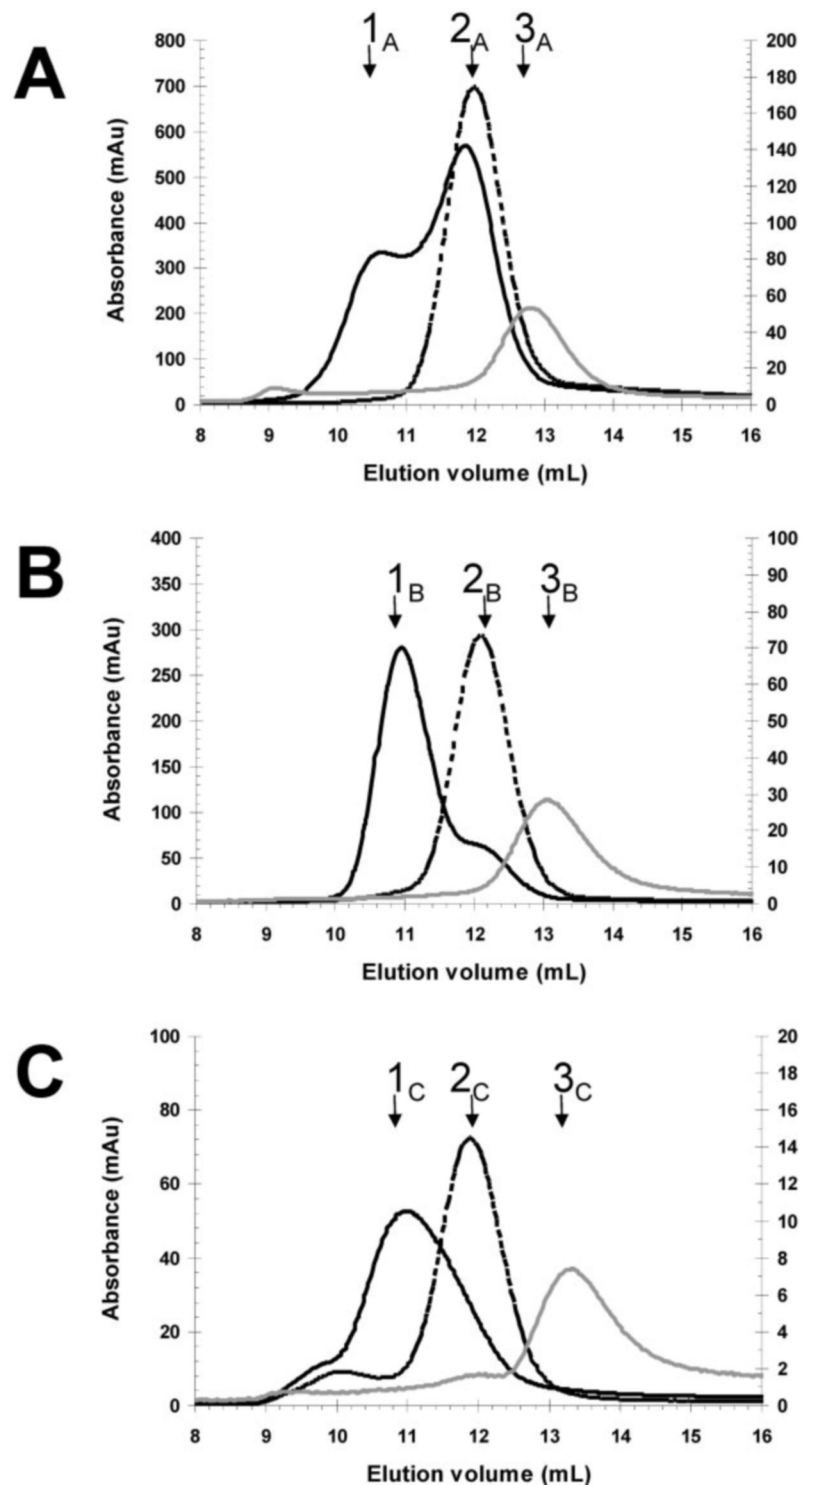 A
1A 2A 3A
800 200
180
700
160
600
140
500 120
400 100
80
300
60
200
40
100
20
0 0
8 9 10 11 12 13 14 15 16
Absorbance (mAu)
Elution volume (mL)
B
1B 2B 3B
400 100
350 90
80
300
70
250
60
200 50
40
150
30
100
20
50
10
0 0
8 9 10 11 12 13 14 15 16
Absorbance (mAu)
Elution volume (mL)
C
1C 2C 3C
100 20
18
80 16
14
60 12
10
40 8
6
20 4
2
0 0
8 9 10 11 12 13 14 15 16
Absorbance (mAu)
Elution volume (mL)